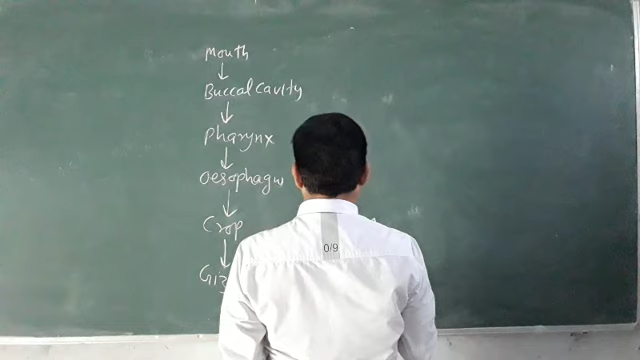 Mouth
↓
Buccal cavity
↓
Pharynx
↓
Oesophagus
↓
Crop
↓
0/9